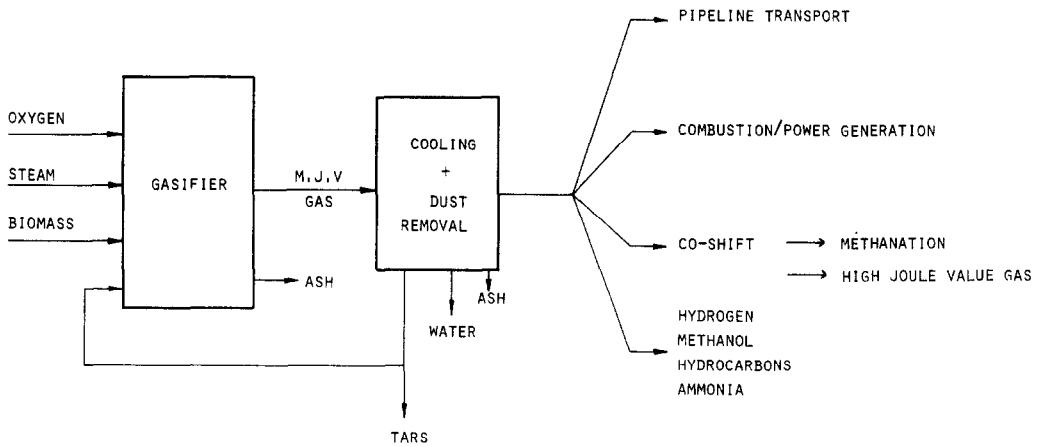 OXYGEN
STEAM
BIOMASS
GASIFIER
ASH
M.J.V
GAS
COOLING
+
DUST
REMOVAL
ASH
WATER
TARS
PIPELINE TRANSPORT
COMBUSTION/POWER GENERATION
CO-SHIFT
METHANATION
HIGH JOULE VALUE GAS
HYDROGEN
METHANOL
HYDROCARBONS
AMMONIA